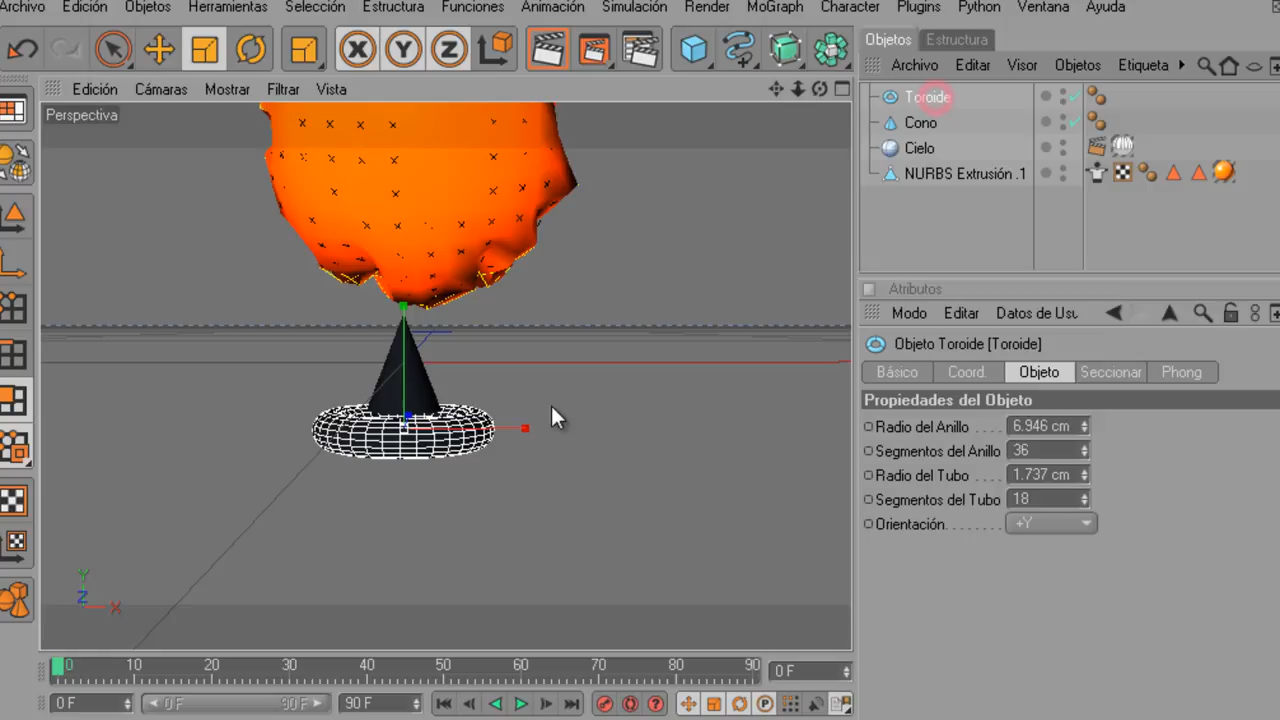 Archivo Edición Objetos Herramientas Selección Estructura Funciones Animación Simulación Render MoGraph Character Plugins Python Ventana Ayuda
X Y Z
Objetos Estructura
Edición Cámaras Mostrar Filtrar Vista
Archivo Editar Visor Objetos Etiqueta
Perspectiva
Toroide
Cono
Cielo
NURBS Extrusión .1
Atributos
Modo Editar Datos de Usu
Objeto Toroide [Toroide]
Básico Coord. Objeto Seccionar Phong
Propiedades del Objeto
Radio del Anillo . . . . 6.946 cm
Segmentos del Anillo 36
Radio del Tubo . . . . . 1.737 cm
Segmentos del Tubo 18
Orientación. . . . . . . . +Y
Y
Z X
0 10 20 30 40 50 60 70 80 90 0 F
0 F 0 F 90 F 90 F
? P